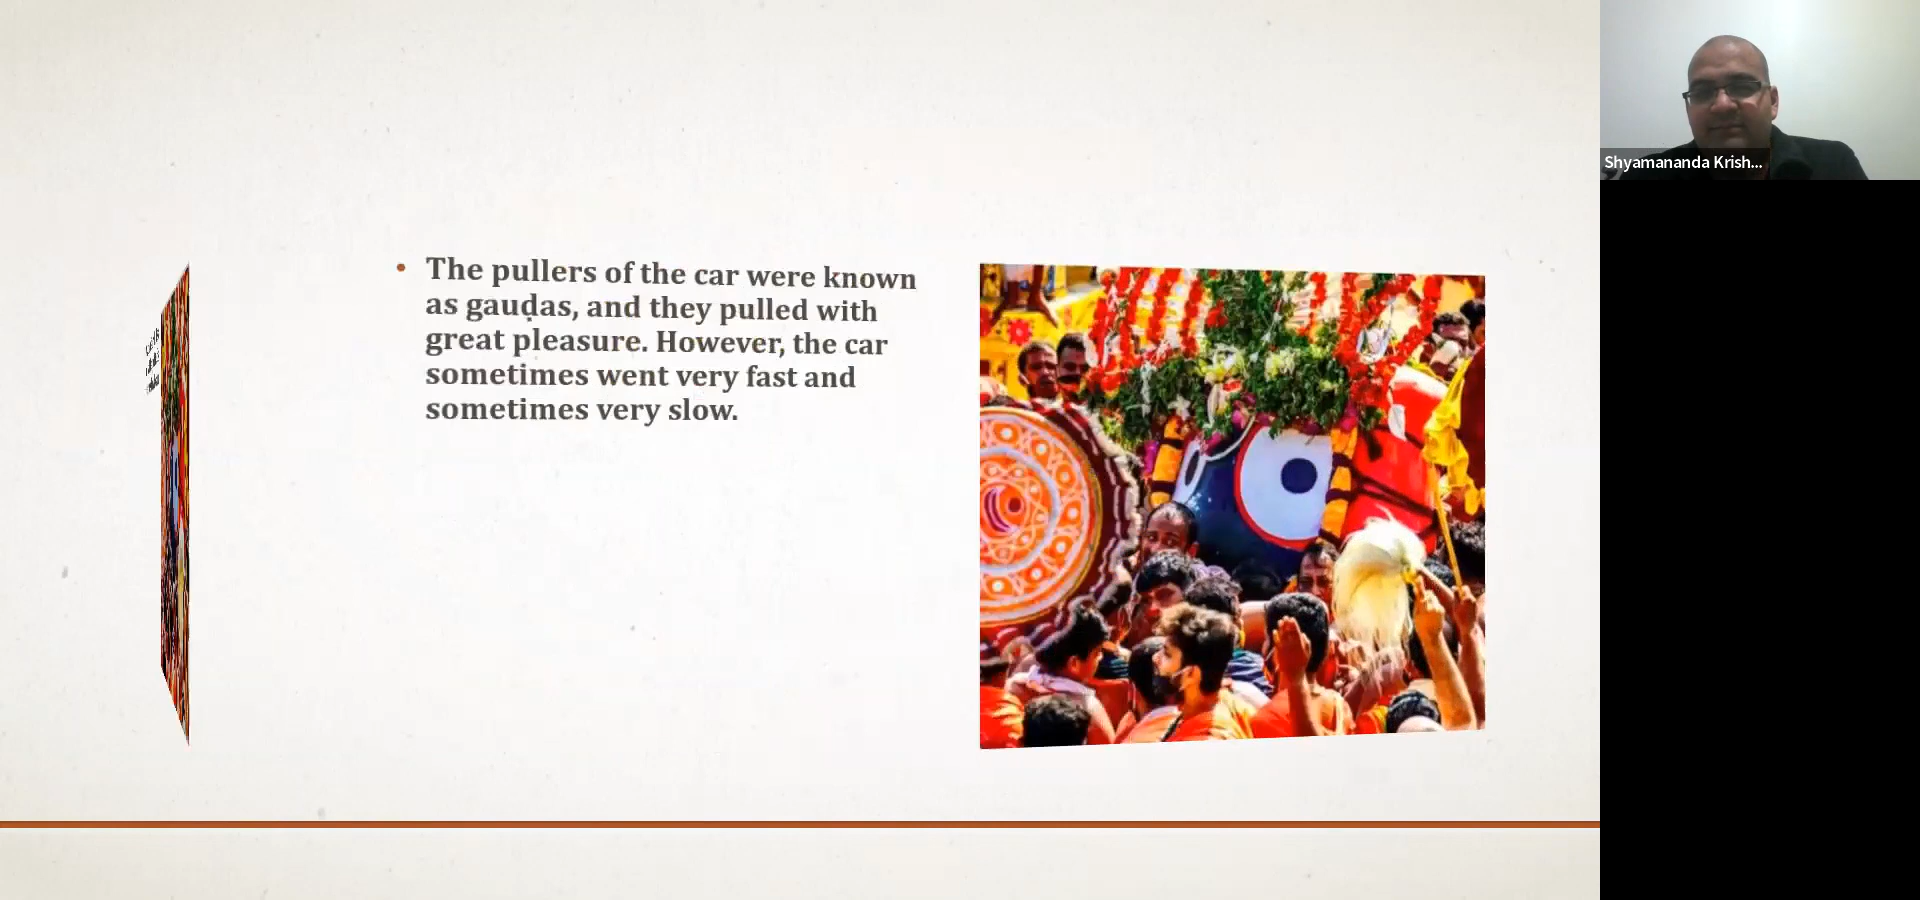 • The pullers of the car were known
as gauḍas, and they pulled with
great pleasure. However, the car
sometimes went very fast and
sometimes very slow.
Shyamananda Krish...